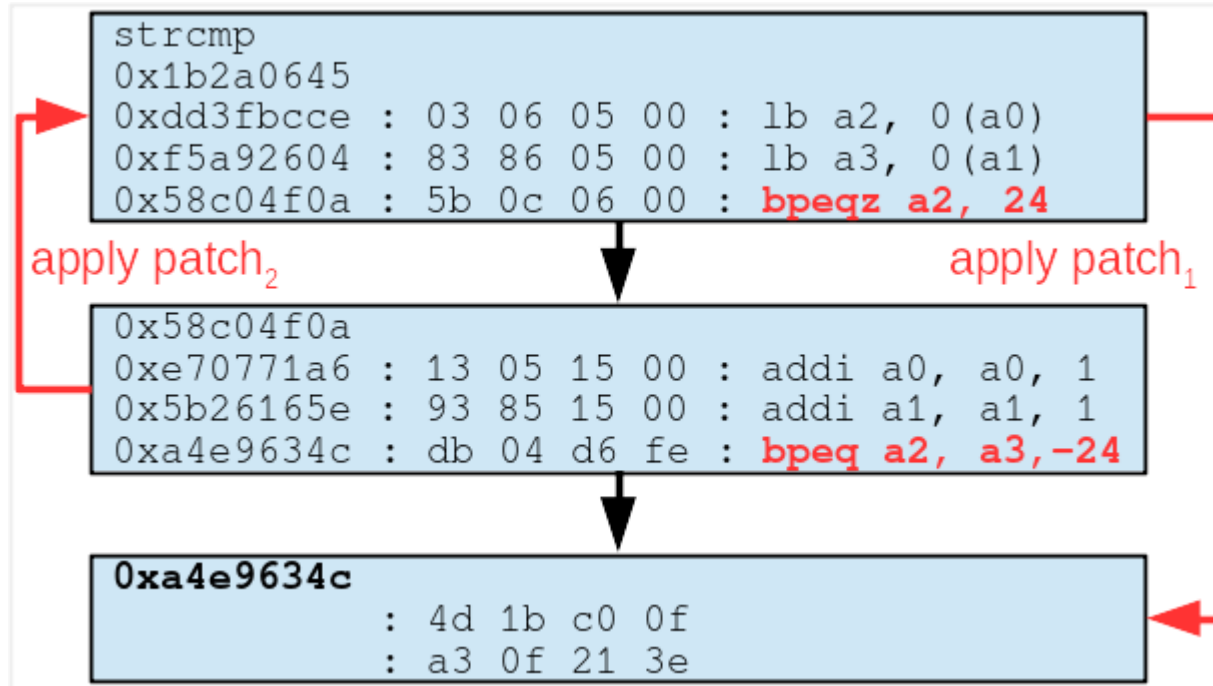 strcmp
0x1b2a0645
0xdd3fbcce : 03 06 05 00 : lb a2, 0(a0)
0xf5a92604 : 83 86 05 00 : lb a3, 0(a1)
0x58c04f0a : 5b 0c 06 00 : bpeqz a2, 24
apply patch₂
apply patch₁
0x58c04f0a
0xe70771a6 : 13 05 15 00 : addi a0, a0, 1
0x5b26165e : 93 85 15 00 : addi a1, a1, 1
0xa4e9634c : db 04 d6 fe : bpeq a2, a3,-24
0xa4e9634c
: 4d 1b c0 0f
: a3 0f 21 3e